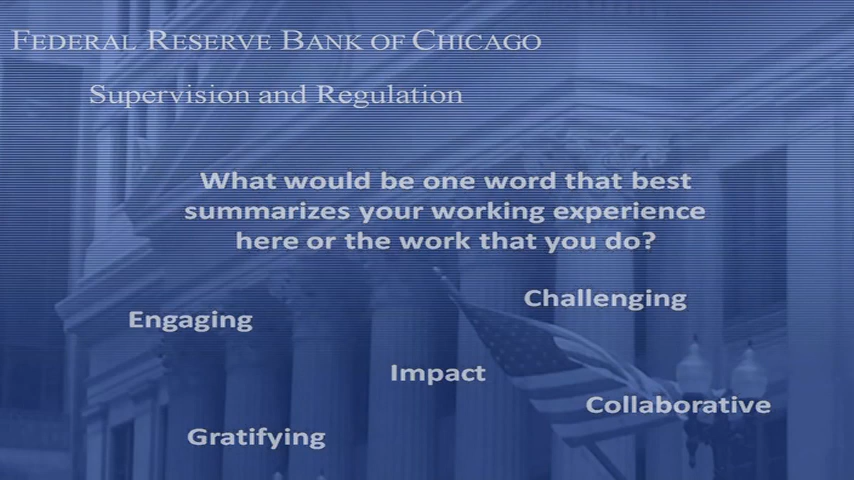 FEDERAL RESERVE BANK OF CHICAGO
Supervision and Regulation
What would be one word that best
summarizes your working experience
here or the work that you do?
Challenging
Engaging
Impact
Collaborative
Gratifying